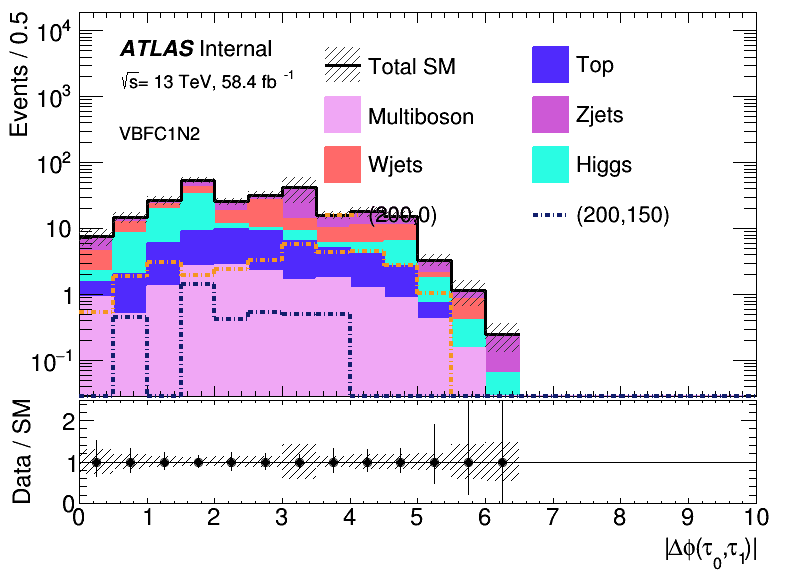 Events / 0.5
10⁴
10³
10²
10
1
10⁻¹
ATLAS Internal
√s= 13 TeV, 58.4 fb⁻¹
VBFC1N2
Total SM
Top
Multiboson
Zjets
Wjets
Higgs
(200,0)
(200,150)
Data / SM
2
1
0
0 1 2 3 4 5 6 7 8 9 10
|Δϕ(τ₀,τ₁)|